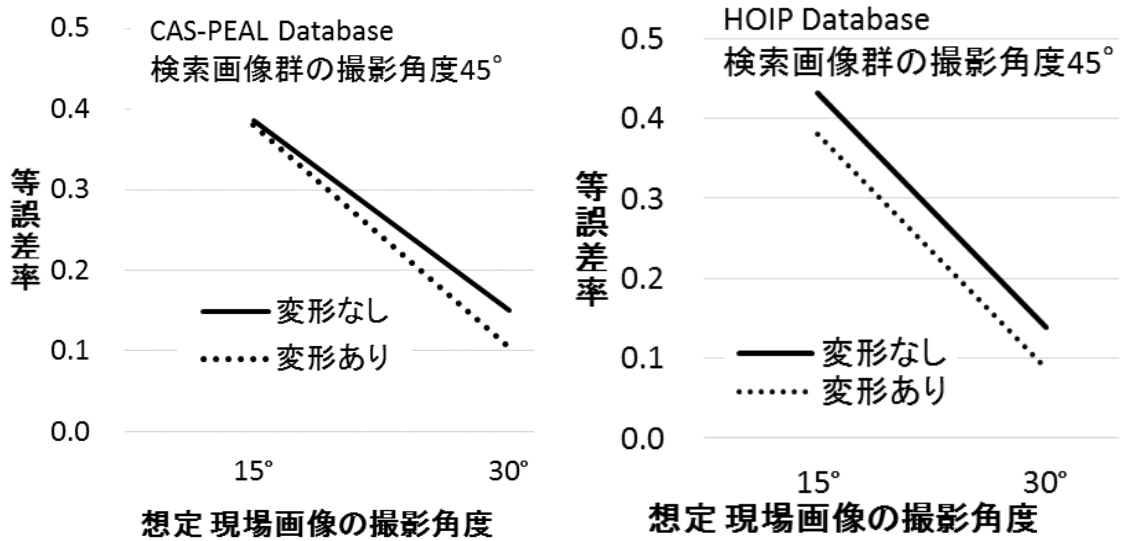 CAS-PEAL Database
検索画像群の撮影角度45°
0.5
0.4
0.3
0.2
0.1
0.0
等誤差率
変形なし
変形あり
15°
30°
想定 現場画像の撮影角度
HOIP Database
検索画像群の撮影角度45°
0.5
0.4
0.3
0.2
0.1
0.0
等誤差率
変形なし
変形あり
15°
30°
想定 現場画像の撮影角度